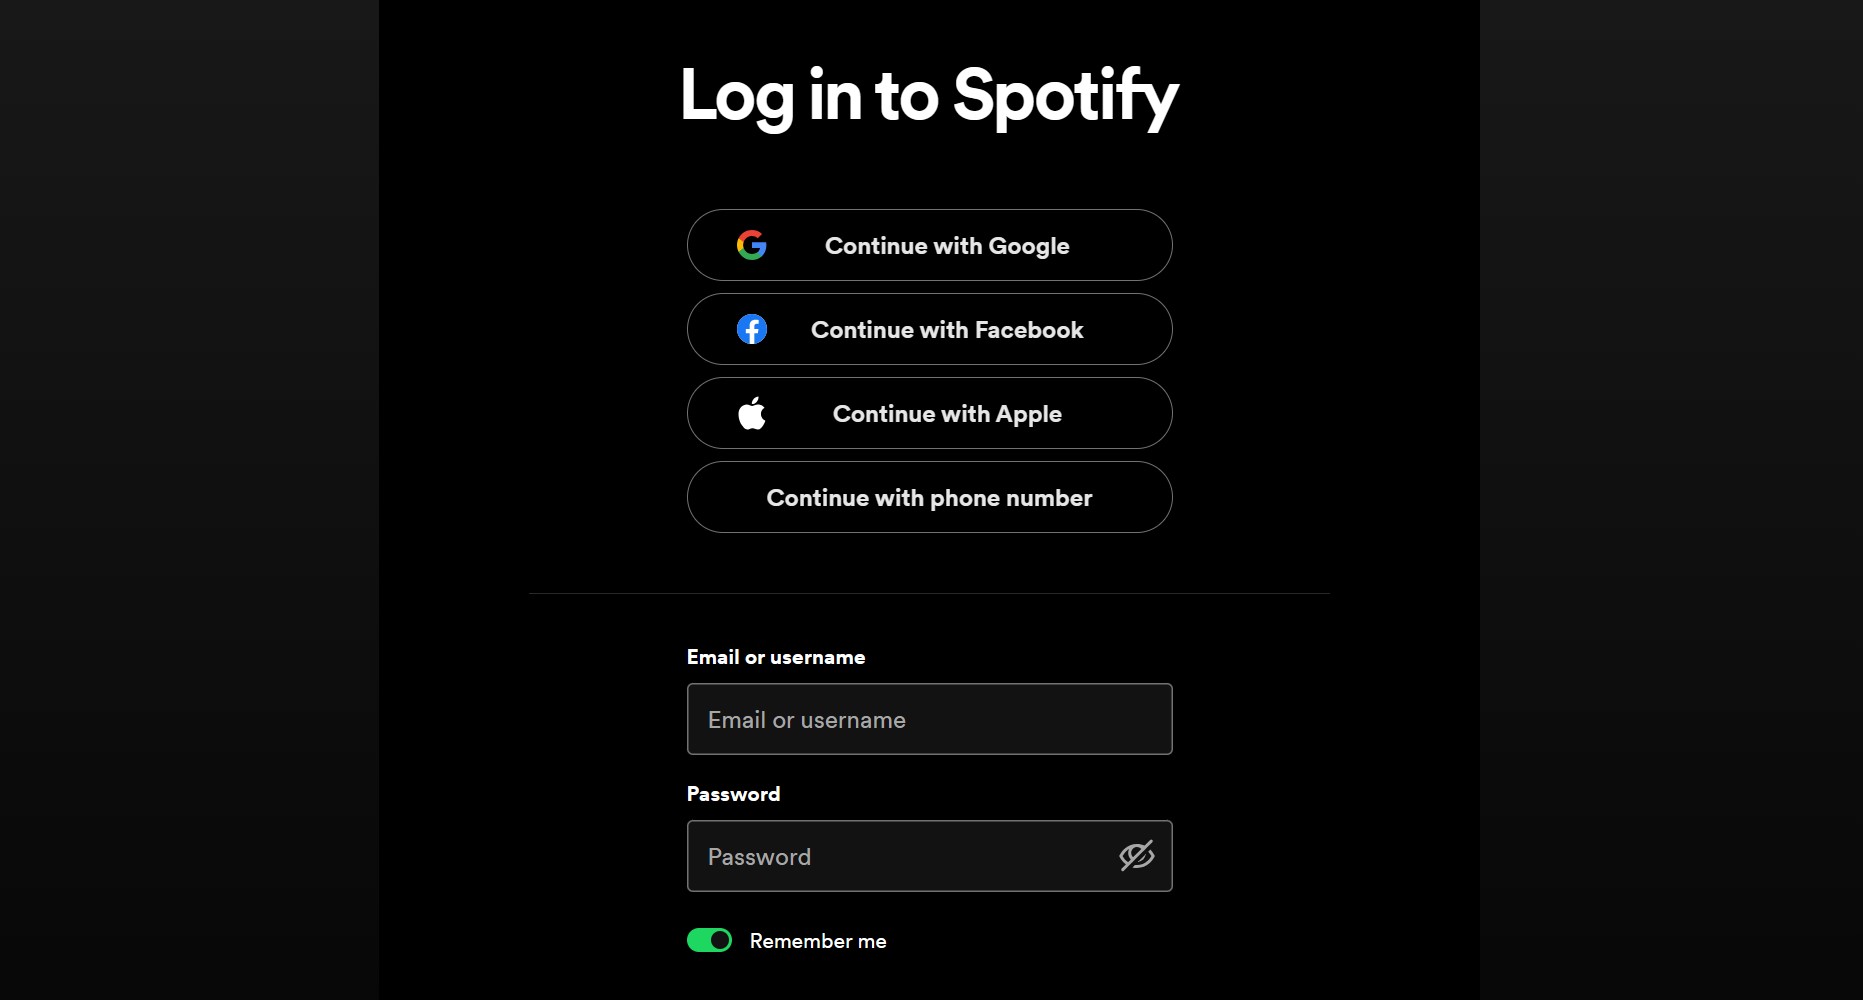 Log in to Spotify
Continue with Google
Continue with Facebook
Continue with Apple
Continue with phone number
Email or username
Email or username
Password
Password
Remember me